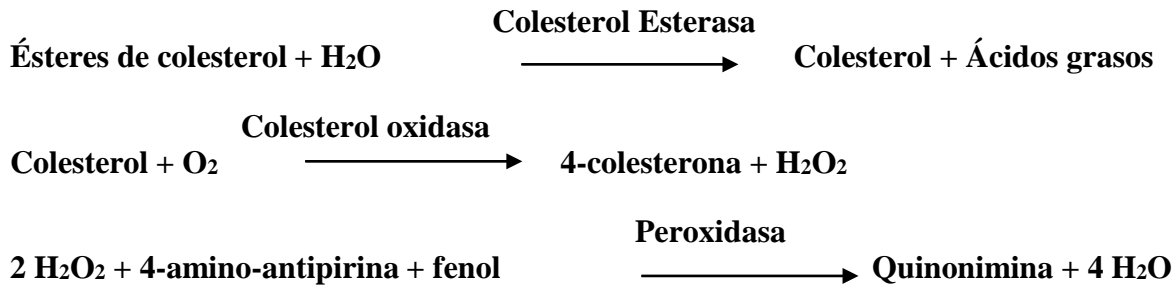 Colesterol Esterasa
Ésteres de colesterol + H₂O Colesterol + Ácidos grasos
Colesterol oxidasa
Colesterol + O₂ 4-colesterona + H₂O₂
Peroxidasa
2 H₂O₂ + 4-amino-antipirina + fenol Quinonimina + 4 H₂O